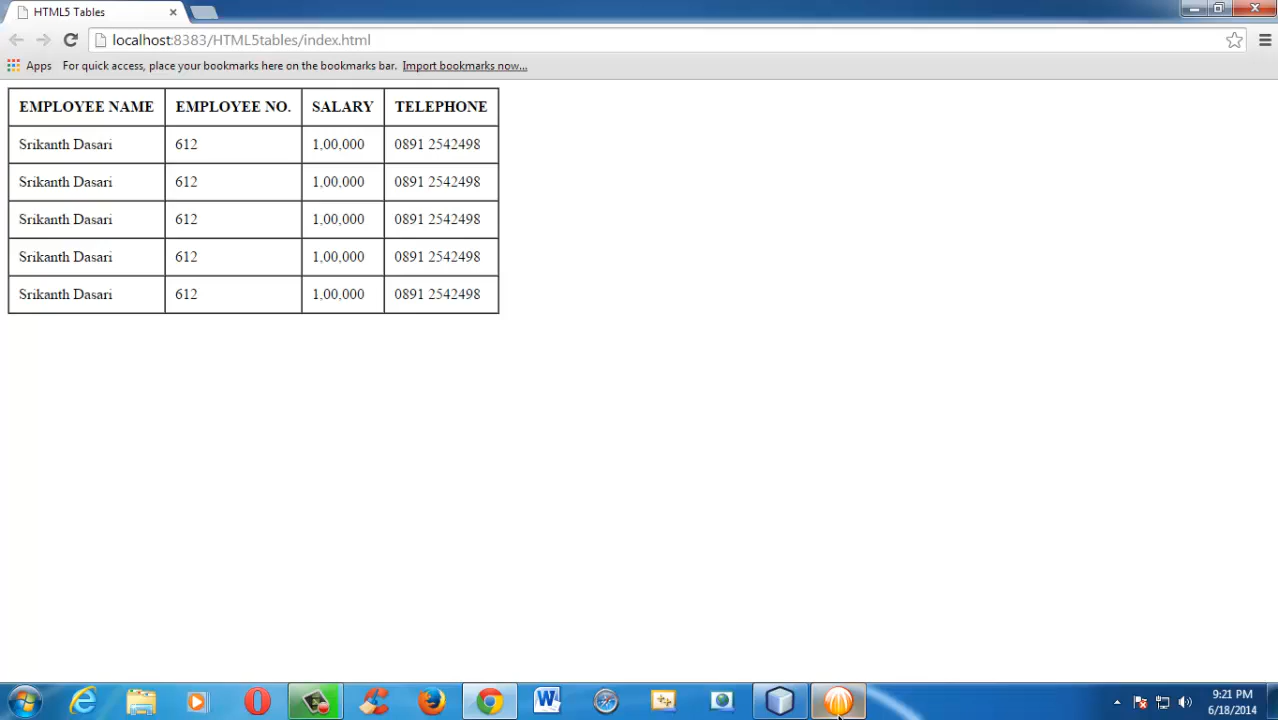 HTML5 Tables
localhost:8383/HTML5tables/index.html
Apps For quick access, place your bookmarks here on the bookmarks bar. Import bookmarks now...
EMPLOYEE NAME EMPLOYEE NO. SALARY TELEPHONE
Srikanth Dasari 612 1,00,000 0891 2542498
Srikanth Dasari 612 1,00,000 0891 2542498
Srikanth Dasari 612 1,00,000 0891 2542498
Srikanth Dasari 612 1,00,000 0891 2542498
Srikanth Dasari 612 1,00,000 0891 2542498
9:21 PM
6/18/2014